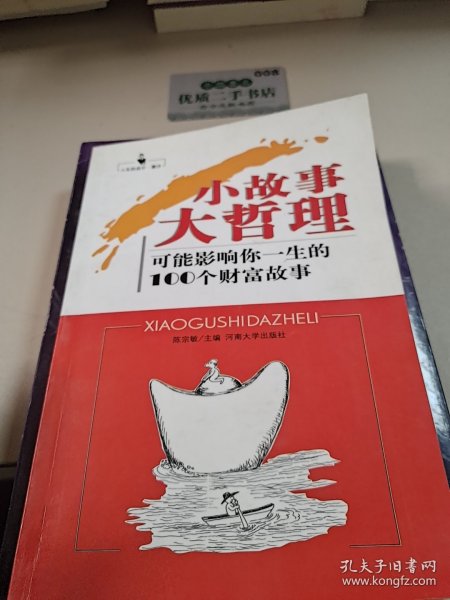 优质二手书店
小故事
大哲理
可能影响你一生的
100个财富故事
XIAOGUSHIDAZHELI
陈宗敏/主编 河南大学出版社
孔夫子旧书网
www.kongfz.com